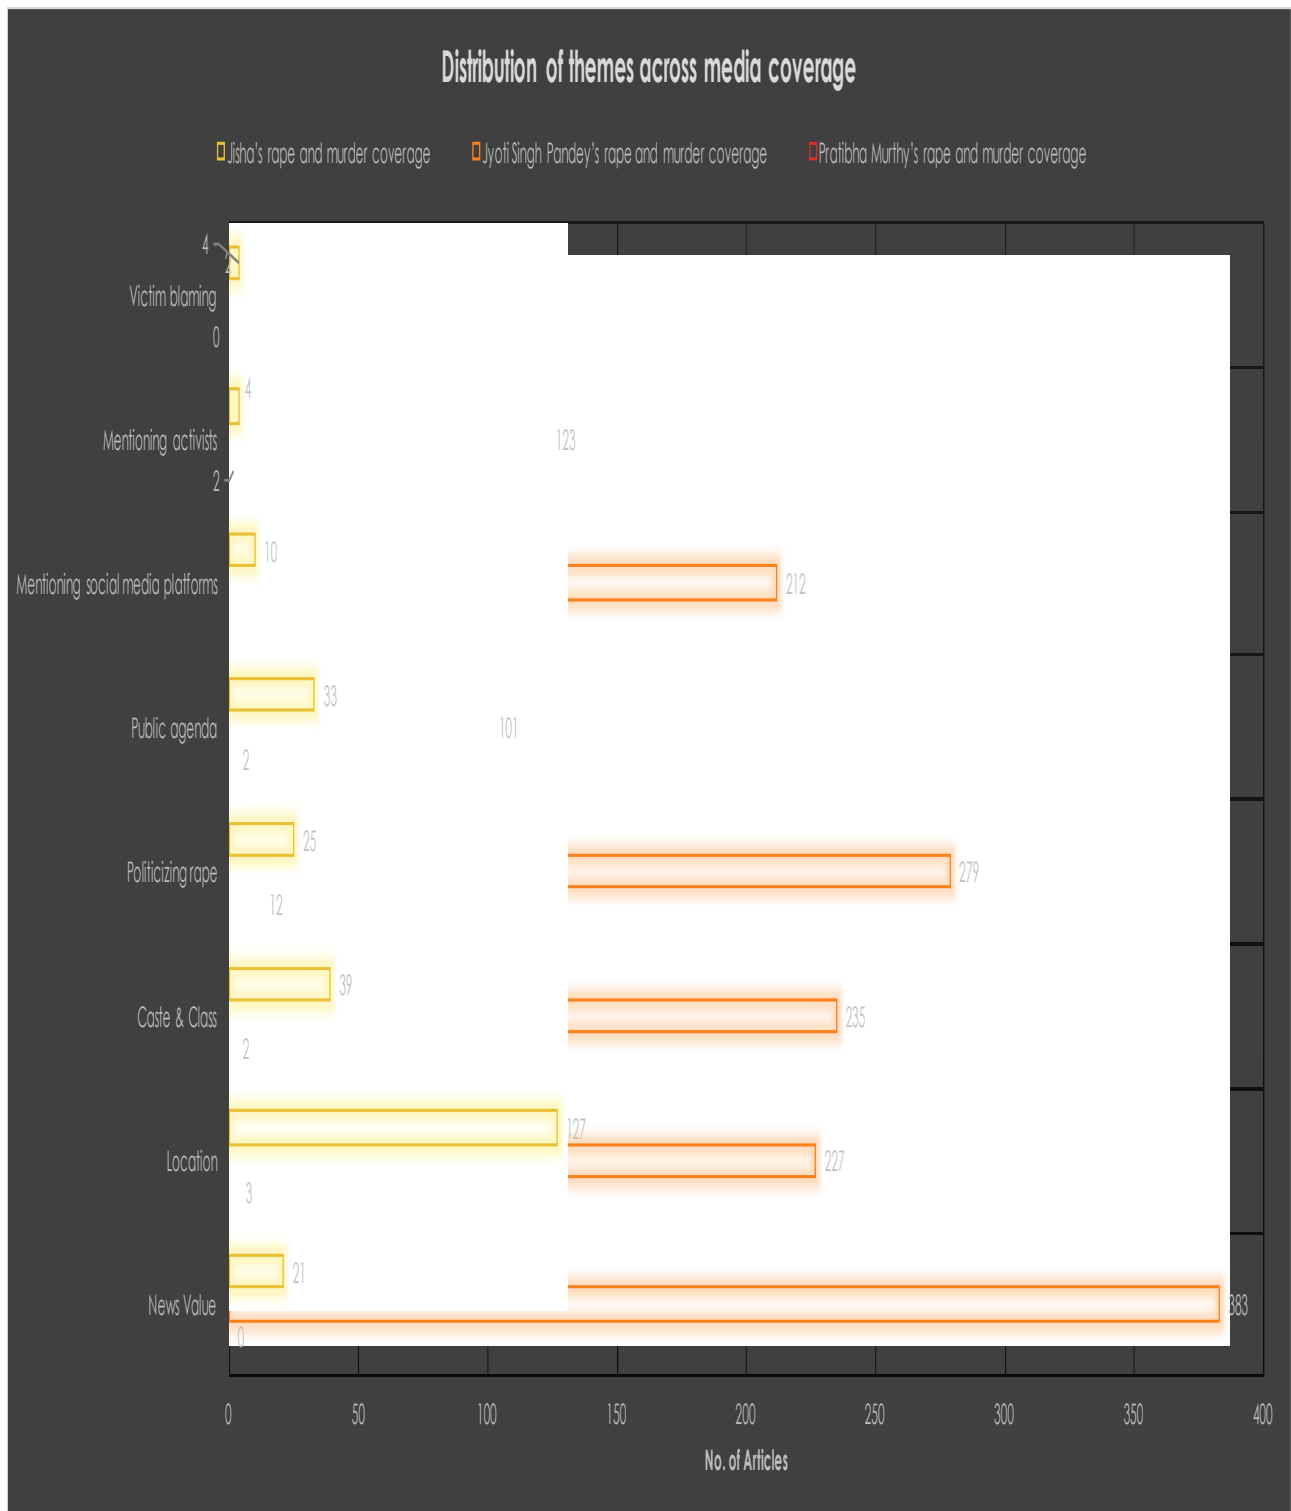 Distribution of themes across media coverage
Jisha's rape and murder coverage Jyoti Singh Pandey's rape and murder coverage Pratibha Murthy's rape and murder coverage
4
Victim blaming
0
4
Mentioning activists 123
2
10
Mentioning social media platforms 212
33
Public agenda 101
2
25
Politicizing rape 279
12
39
Caste & Class 235
2
127
Location 227
3
21
News Value 383
0
0 50 100 150 200 250 300 350 400
No. of Articles